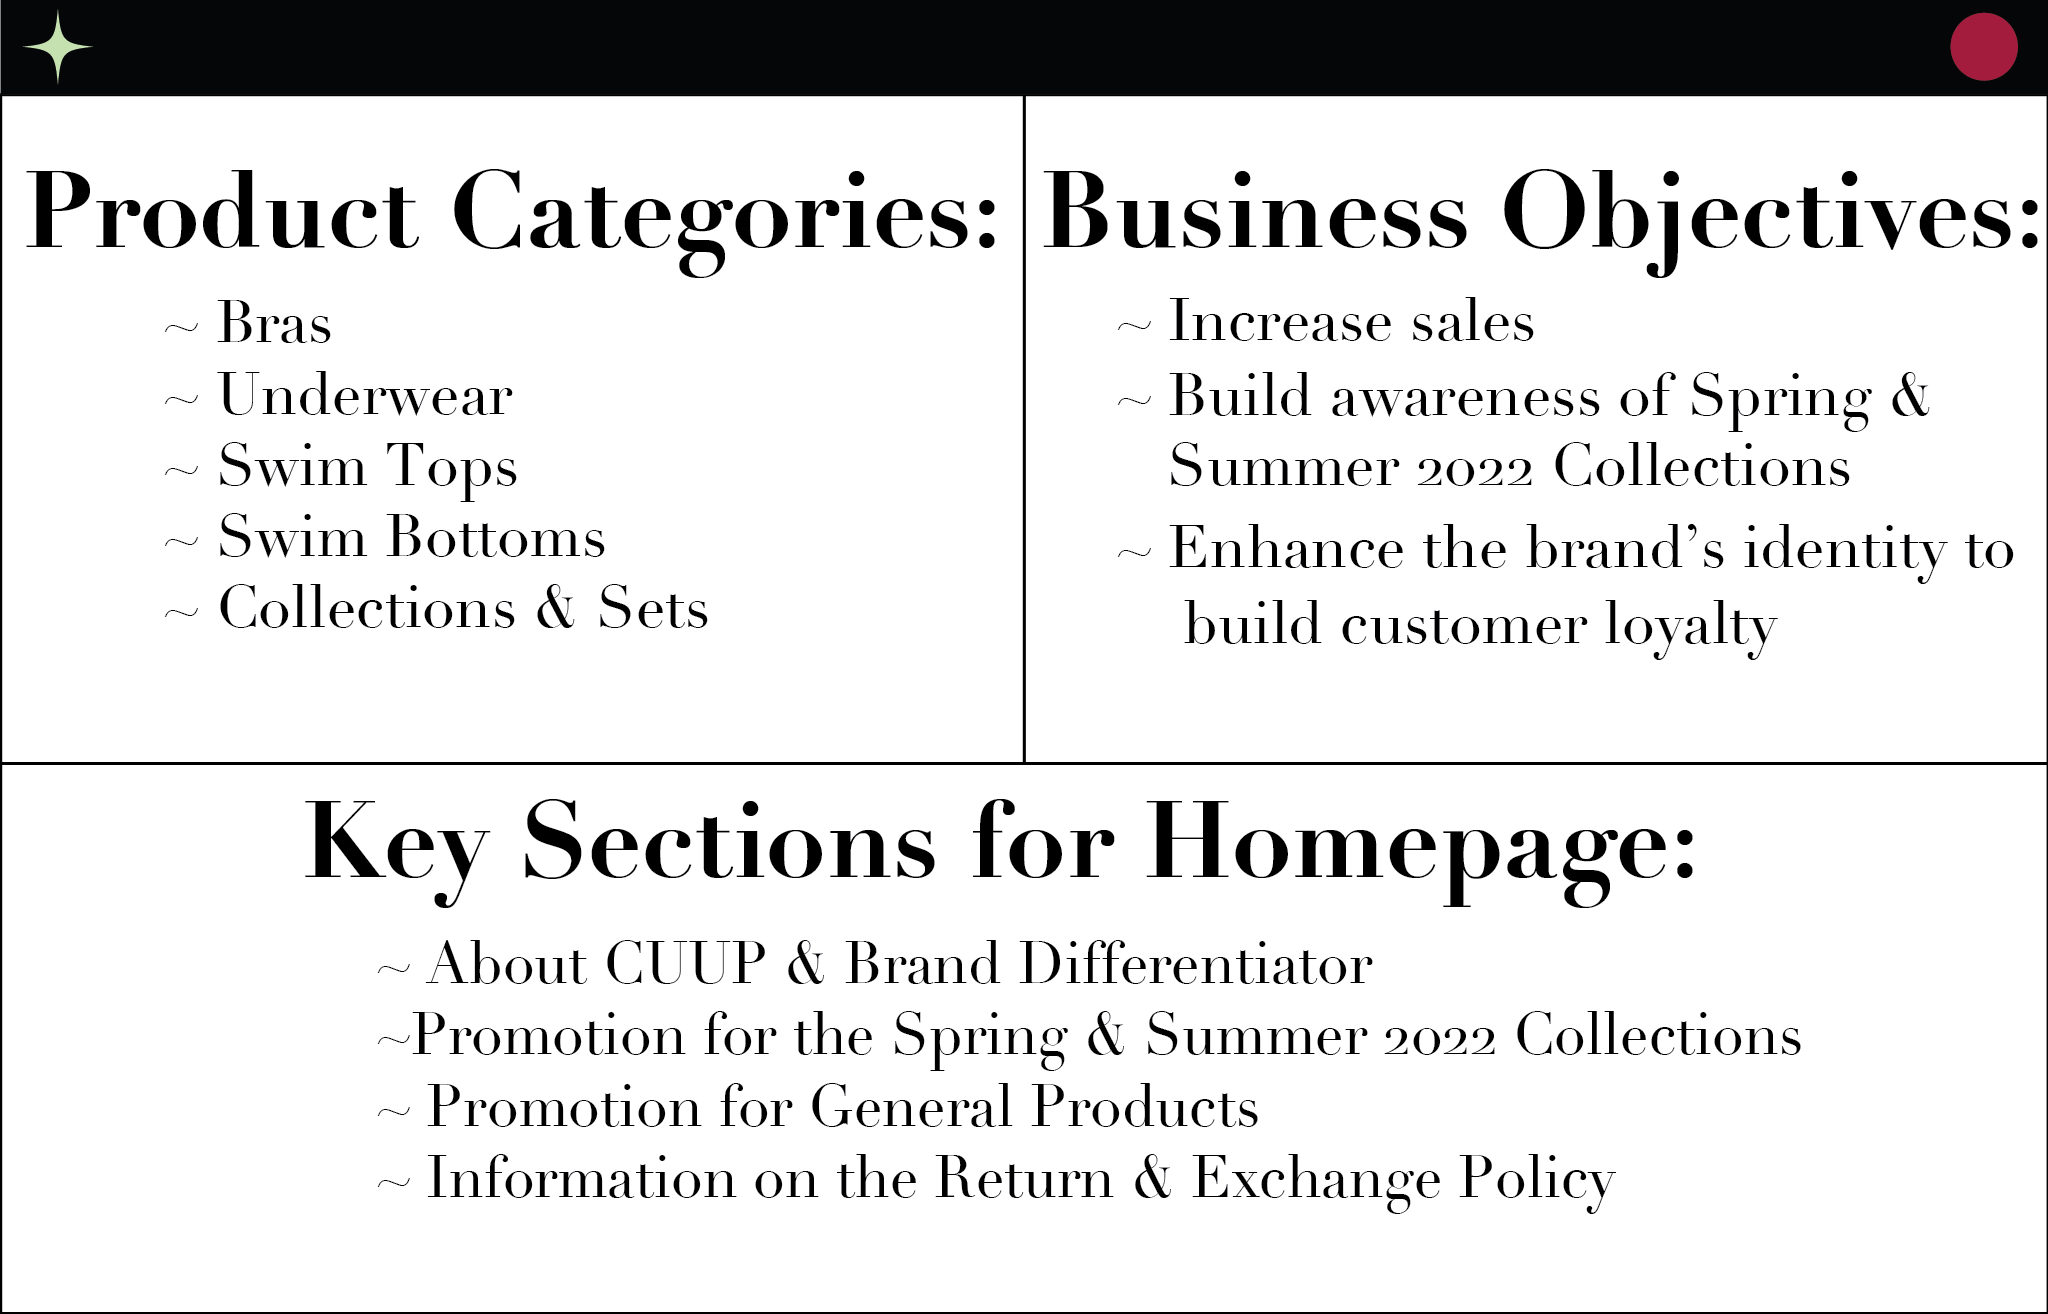 Product Categories:
~ Bras
~ Underwear
~ Swim Tops
~ Swim Bottoms
~ Collections & Sets
Business Objectives:
~ Increase sales
~ Build awareness of Spring &
Summer 2022 Collections
~ Enhance the brand’s identity to
build customer loyalty
Key Sections for Homepage:
~ About CUUP & Brand Differentiator
~Promotion for the Spring & Summer 2022 Collections
~ Promotion for General Products
~ Information on the Return & Exchange Policy